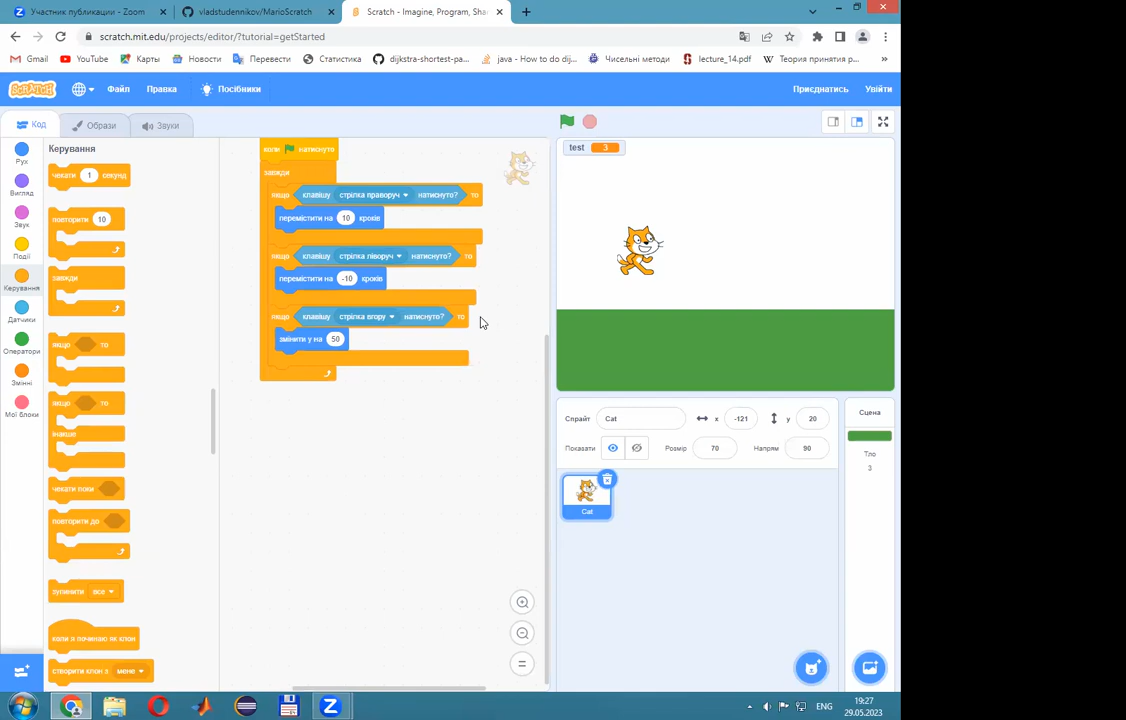 Участник публикации - Zoom
vladstudennikov/MarioScratch
Scratch - Imagine, Program, Sha
scratch.mit.edu/projects/editor/?tutorial=getStarted
Gmail
YouTube
Карты
Новости
Перевести
Статистика
dijkstra-shortest-pa...
java - How to do dij...
Чисельні методи
lecture_14.pdf
Теория принятия р...
»
SCRATCH
Файл
Правка
Посібники
Приєднатись
Увійти
Код
Образи
Звуки
Рух
Вигляд
Звук
Події
Керування
Датчики
Оператори
Змінні
Мої блоки
Керування
чекати 1 секунд
повторити 10
завжди
якщо то
якщо то
інакше
чекати поки
повторити до
зупинити все
коли я починаю як клон
створити клон з мене
коли натиснуто
завжди
якщо клавішу стрілка праворуч натиснуто? то
перемістити на 10 кроків
якщо клавішу стрілка ліворуч натиснуто? то
перемістити на -10 кроків
якщо клавішу стрілка вгору натиснуто? то
змінити y на 50
test 3
Спрайт Cat x -121 y 20
Показати Розмір 70 Напрям 90
Cat
Сцена
Тло
3
ENG
19:27
29.05.2023